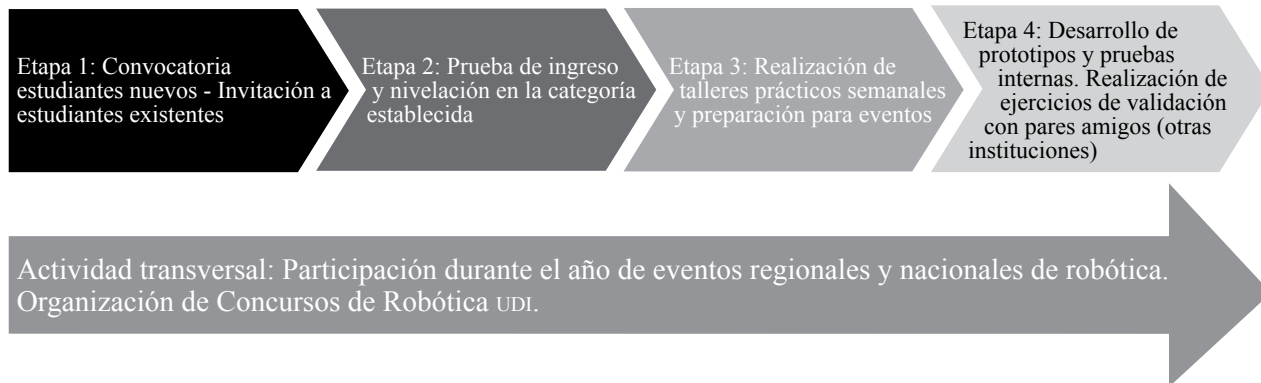 Etapa 1: Convocatoria
estudiantes nuevos - Invitación a
estudiantes existentes
Etapa 2: Prueba de ingreso
y nivelación en la categoría
establecida
Etapa 3: Realización de
talleres prácticos semanales
y preparación para eventos
Etapa 4: Desarrollo de
prototipos y pruebas
internas. Realización de
ejercicios de validación
con pares amigos (otras
instituciones)
Actividad transversal: Participación durante el año de eventos regionales y nacionales de robótica.
Organización de Concursos de Robótica UDI.